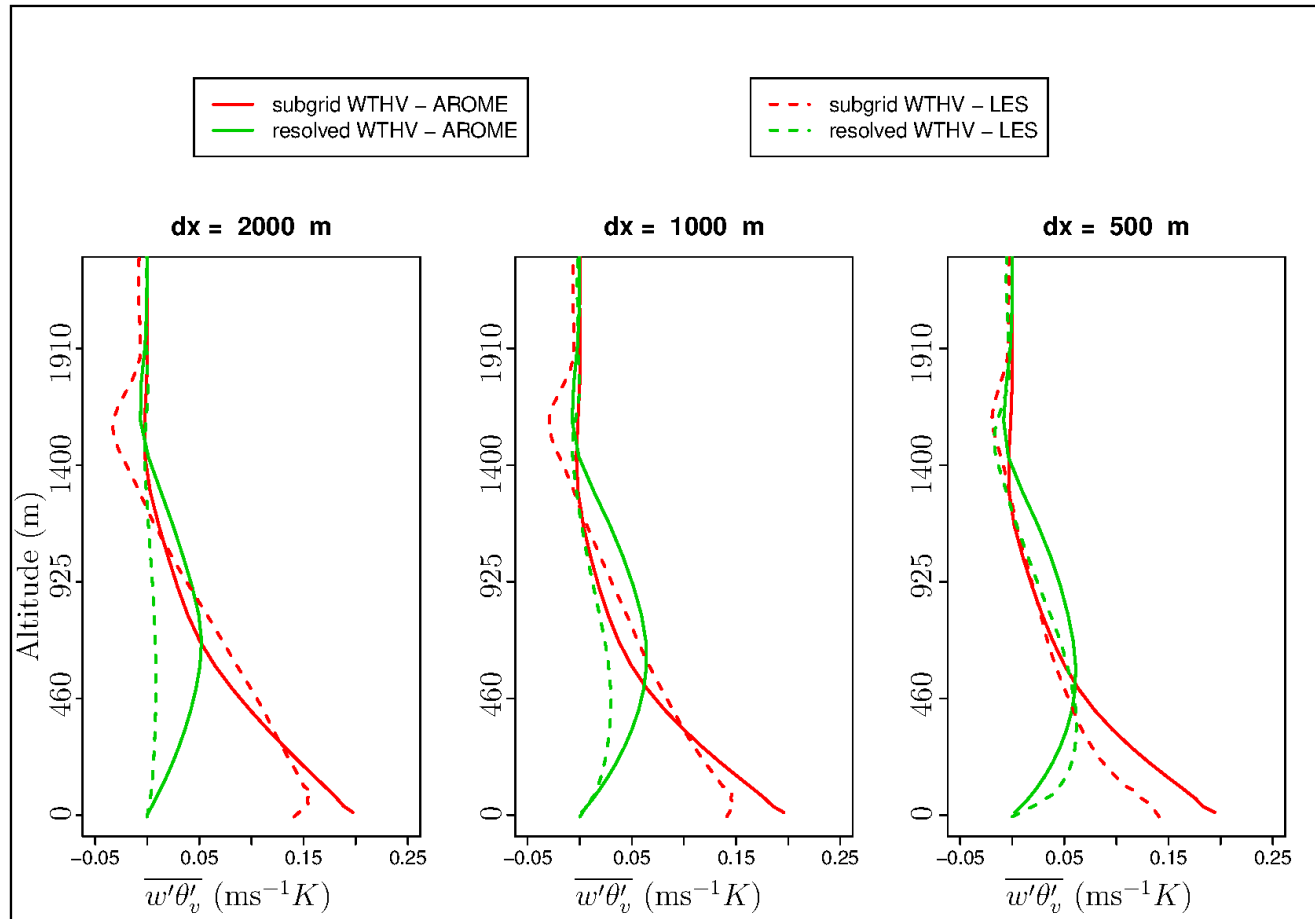 subgrid WTHV – AROME
resolved WTHV – AROME
subgrid WTHV – LES
resolved WTHV – LES
dx = 2000 m
dx = 1000 m
dx = 500 m
Altitude (m)
1910
1400
925
460
0
1910
1400
925
460
0
1910
1400
925
460
0
-0.05 0.05 0.15 0.25
-0.05 0.05 0.15 0.25
-0.05 0.05 0.15 0.25
$\overline{w'\theta'_v}$ (ms$^{-1}$K)
$\overline{w'\theta'_v}$ (ms$^{-1}$K)
$\overline{w'\theta'_v}$ (ms$^{-1}$K)